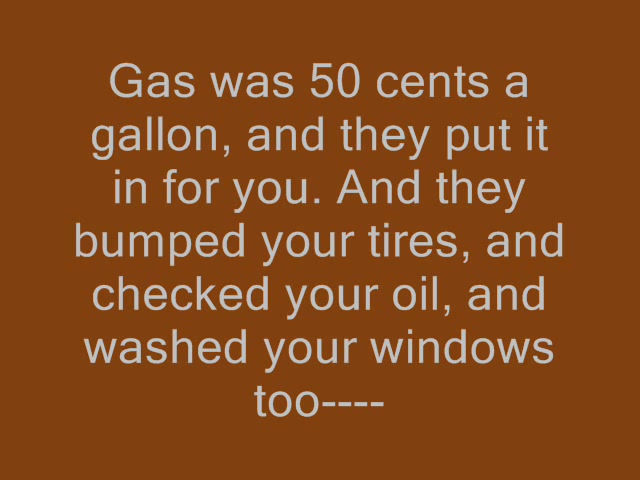 Gas was 50 cents a
gallon, and they put it
in for you. And they
bumped your tires, and
checked your oil, and
washed your windows
too----